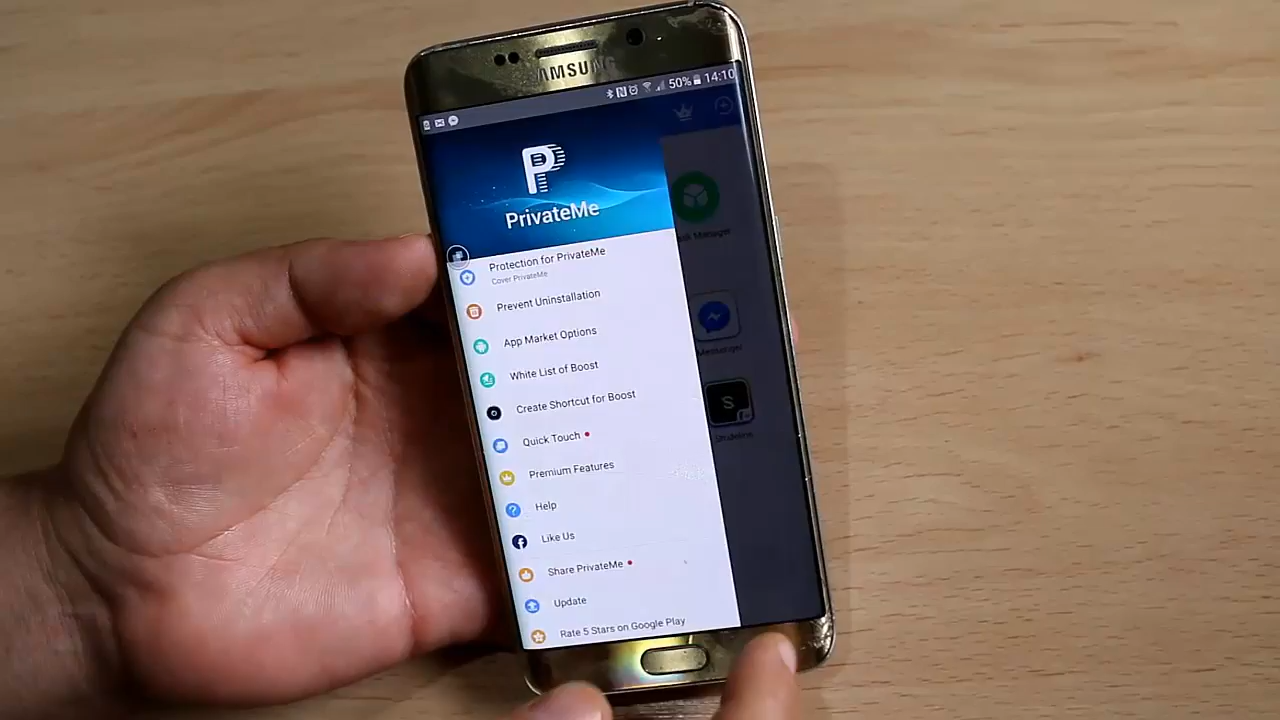 SAMSUNG
50% 14:10
PrivateMe
Protection for PrivateMe
Cover PrivateMe
Prevent Uninstallation
App Market Options
White List of Boost
Create Shortcut for Boost
Quick Touch
Premium Features
Help
Like Us
Share PrivateMe
Update
Rate 5 Stars on Google Play
Manager
Messenger